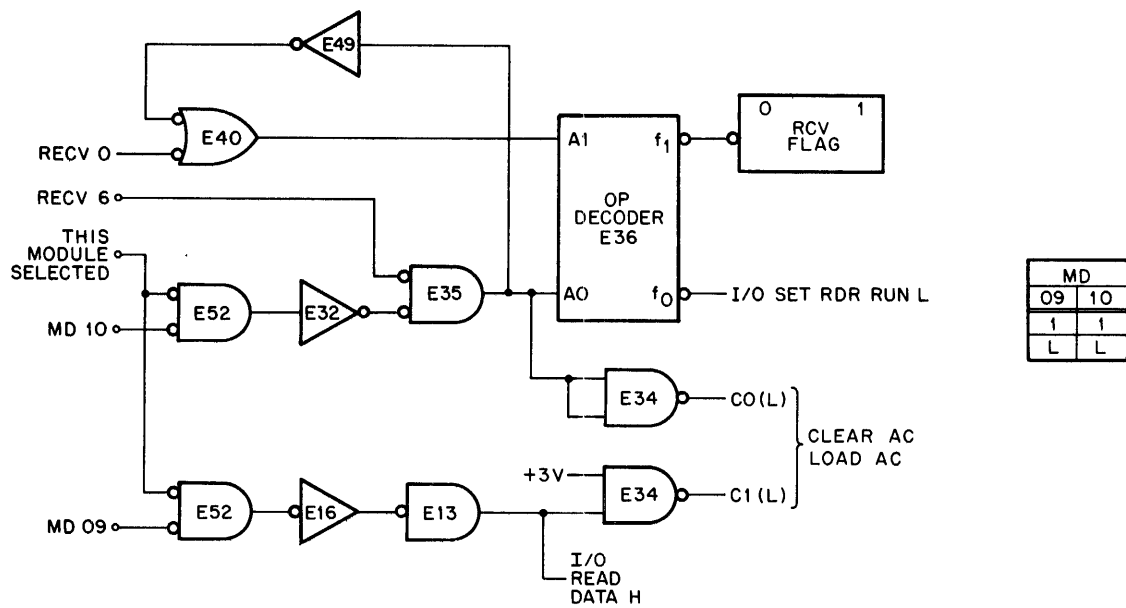 E49
E40
RECV 0
RECV 6
THIS
MODULE
SELECTED
E52
MD 10
E32
E35
A1
f1
OP
DECODER
E36
A0
f0
0 1
RCV
FLAG
I/O SET RDR RUN L
MD
09 10
1 1
L L
E34
C0(L)
+3V
E34
C1(L)
CLEAR AC
LOAD AC
E52
MD 09
E16
E13
I/O
READ
DATA H